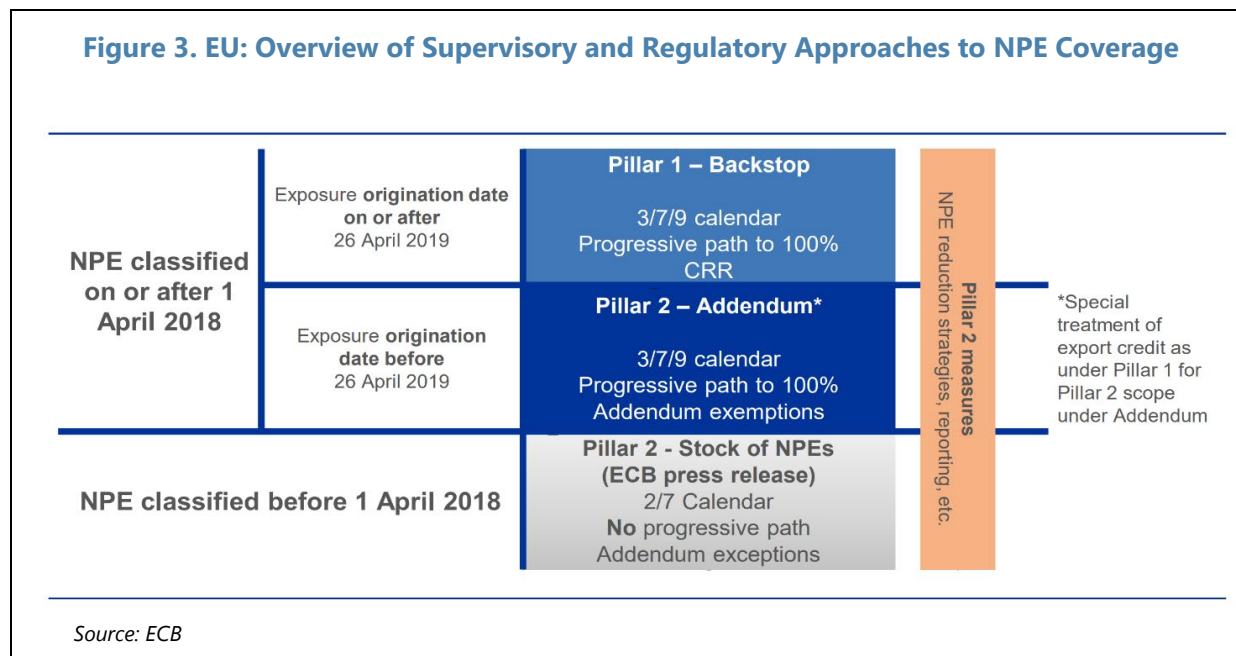 Figure 3. EU: Overview of Supervisory and Regulatory Approaches to NPE Coverage
NPE classified
on or after 1
April 2018
Exposure origination date
on or after
26 April 2019
Pillar 1 – Backstop
3/7/9 calendar
Progressive path to 100%
CRR
Exposure origination
date before
26 April 2019
Pillar 2 – Addendum*
3/7/9 calendar
Progressive path to 100%
Addendum exemptions
NPE classified before 1 April 2018
Pillar 2 - Stock of NPEs
(ECB press release)
2/7 Calendar
No progressive path
Addendum exceptions
Pillar 2 measures
NPE reduction strategies, reporting, etc.
*Special
treatment of
export credit as
under Pillar 1 for
Pillar 2 scope
under Addendum
Source: ECB